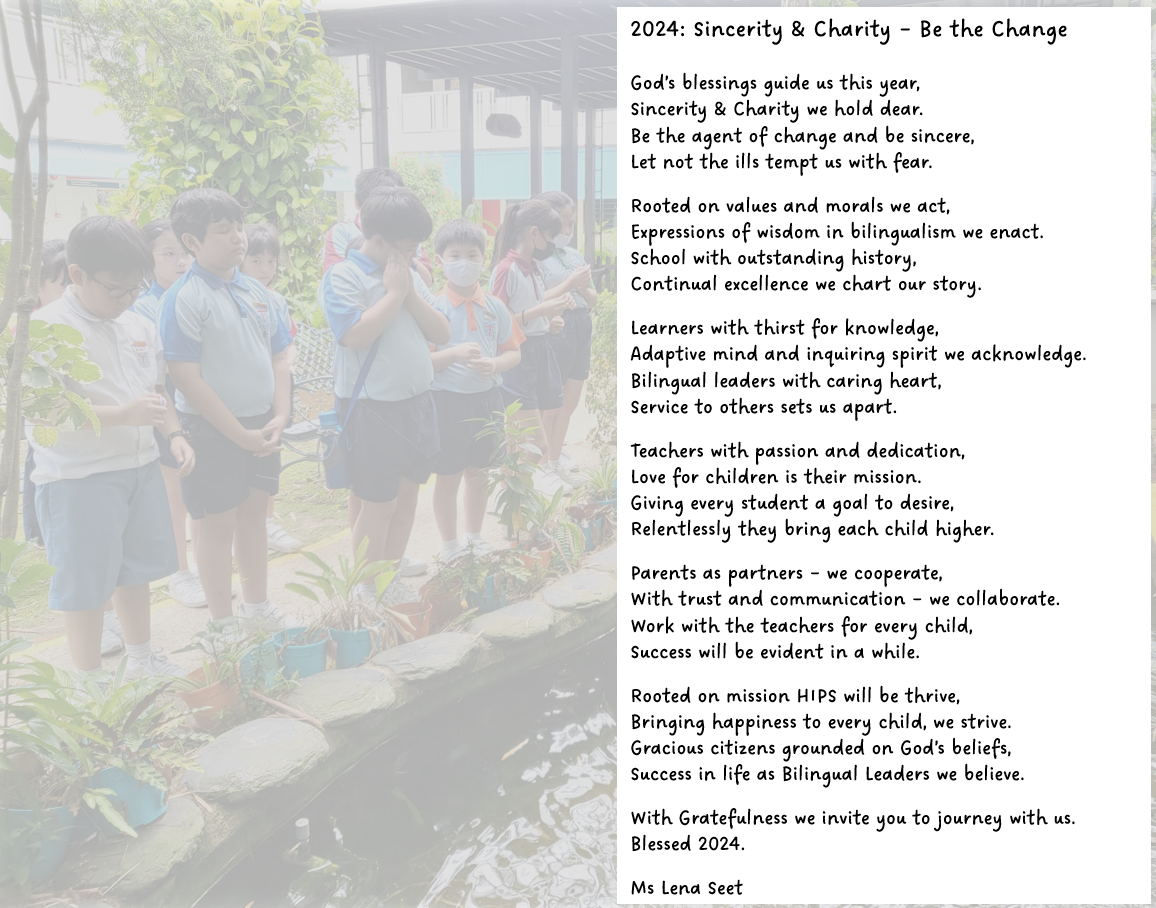 2024: Sincerity & Charity – Be the Change
God's blessings guide us this year,
Sincerity & Charity we hold dear.
Be the agent of change and be sincere,
Let not the ills tempt us with fear.
Rooted on values and morals we act,
Expressions of wisdom in bilingualism we enact.
School with outstanding history,
Continual excellence we chart our story.
Learners with thirst for knowledge,
Adaptive mind and inquiring spirit we acknowledge.
Bilingual leaders with caring heart,
Service to others sets us apart.
Teachers with passion and dedication,
Love for children is their mission.
Giving every student a goal to desire,
Relentlessly they bring each child higher.
Parents as partners – we cooperate,
With trust and communication – we collaborate.
Work with the teachers for every child,
Success will be evident in a while.
Rooted on mission HIPS will be thrive,
Bringing happiness to every child, we strive.
Gracious citizens grounded on God's beliefs,
Success in life as Bilingual Leaders we believe.
With Gratefulness we invite you to journey with us.
Blessed 2024.
Ms Lena Seet